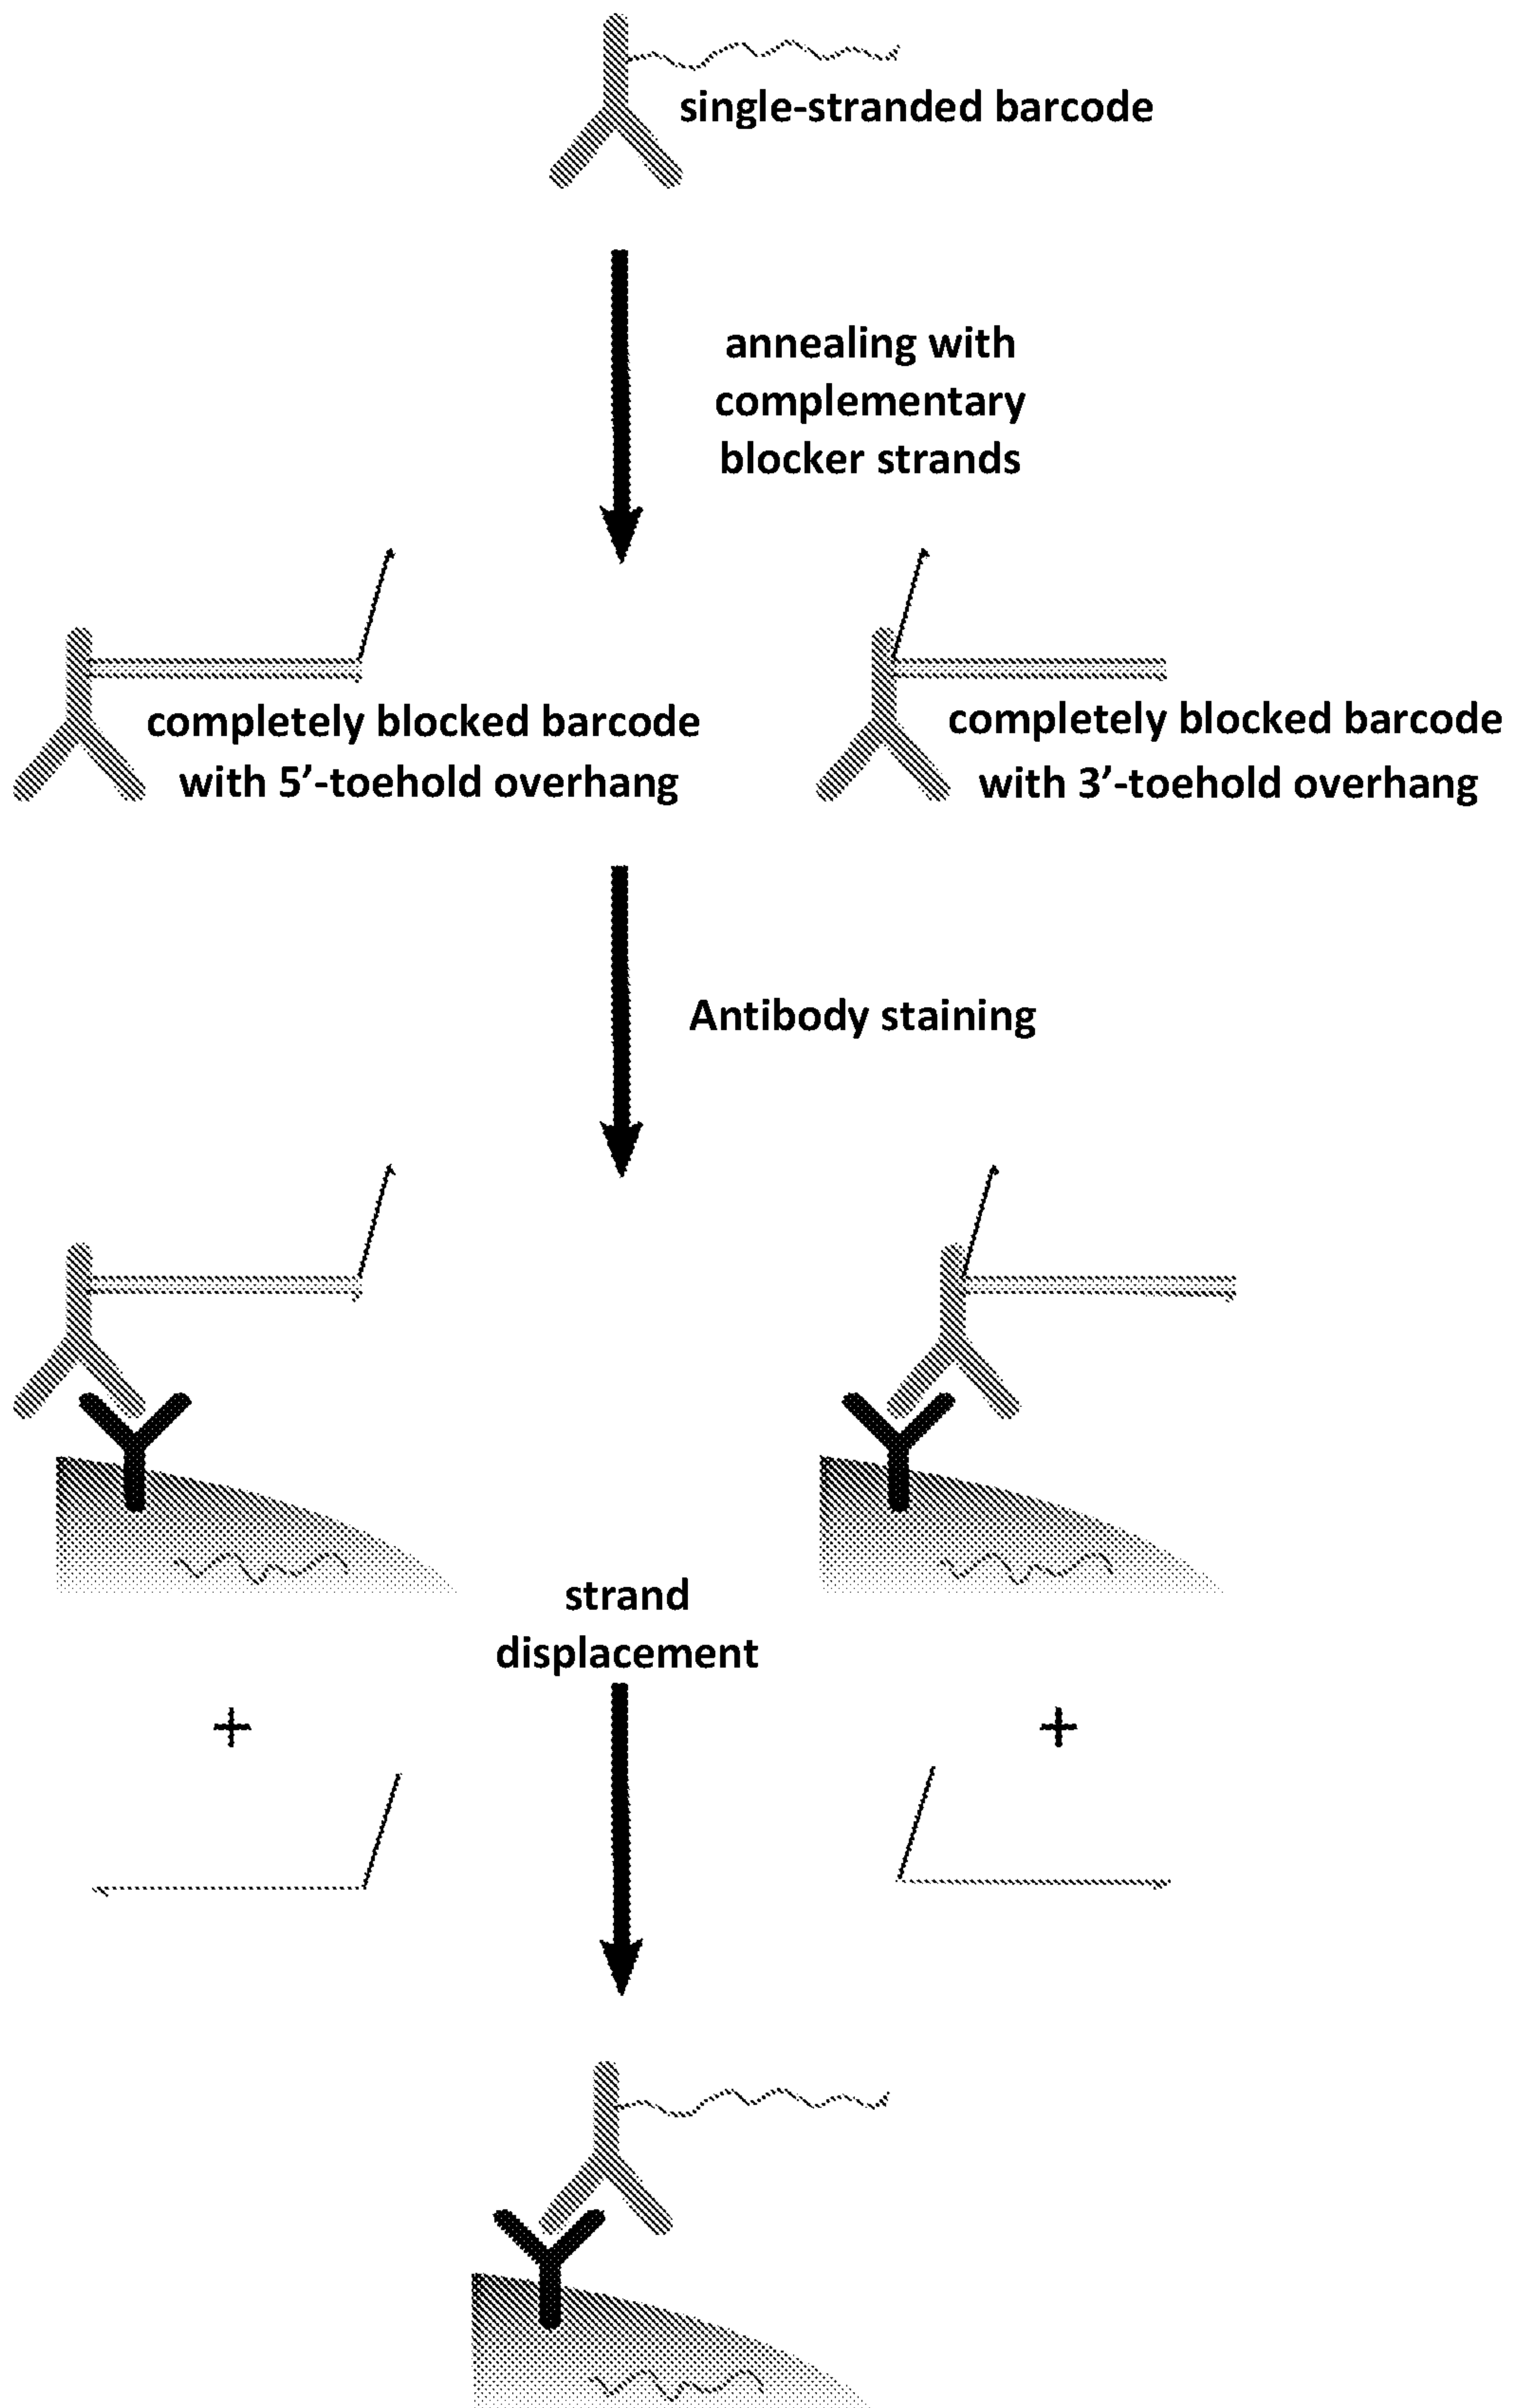 single-stranded barcode
annealing with
complementary
blocker strands
completely blocked barcode
with 5’-toehold overhang
completely blocked barcode
with 3’-toehold overhang
Antibody staining
strand
displacement
+
+